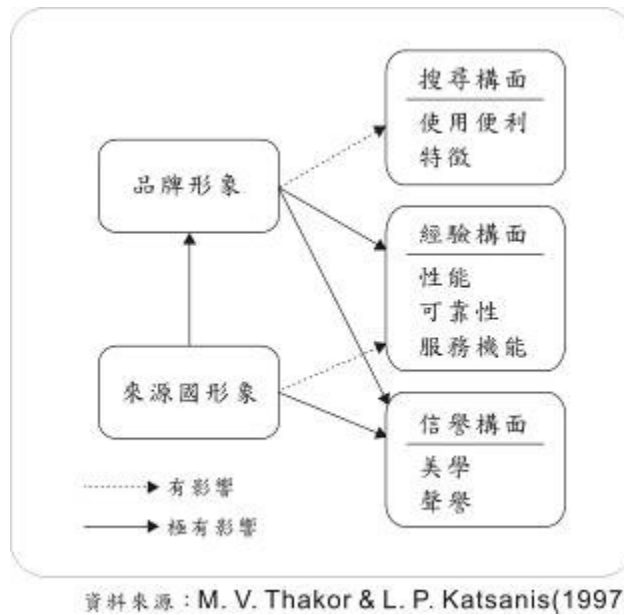 搜尋構面
使用便利
特徵
品牌形象
經驗構面
性能
可靠性
服務機能
來源國形象
信譽構面
美學
聲譽
有影響
極有影響
資料來源：M. V. Thakor & L. P. Katsanis(1997